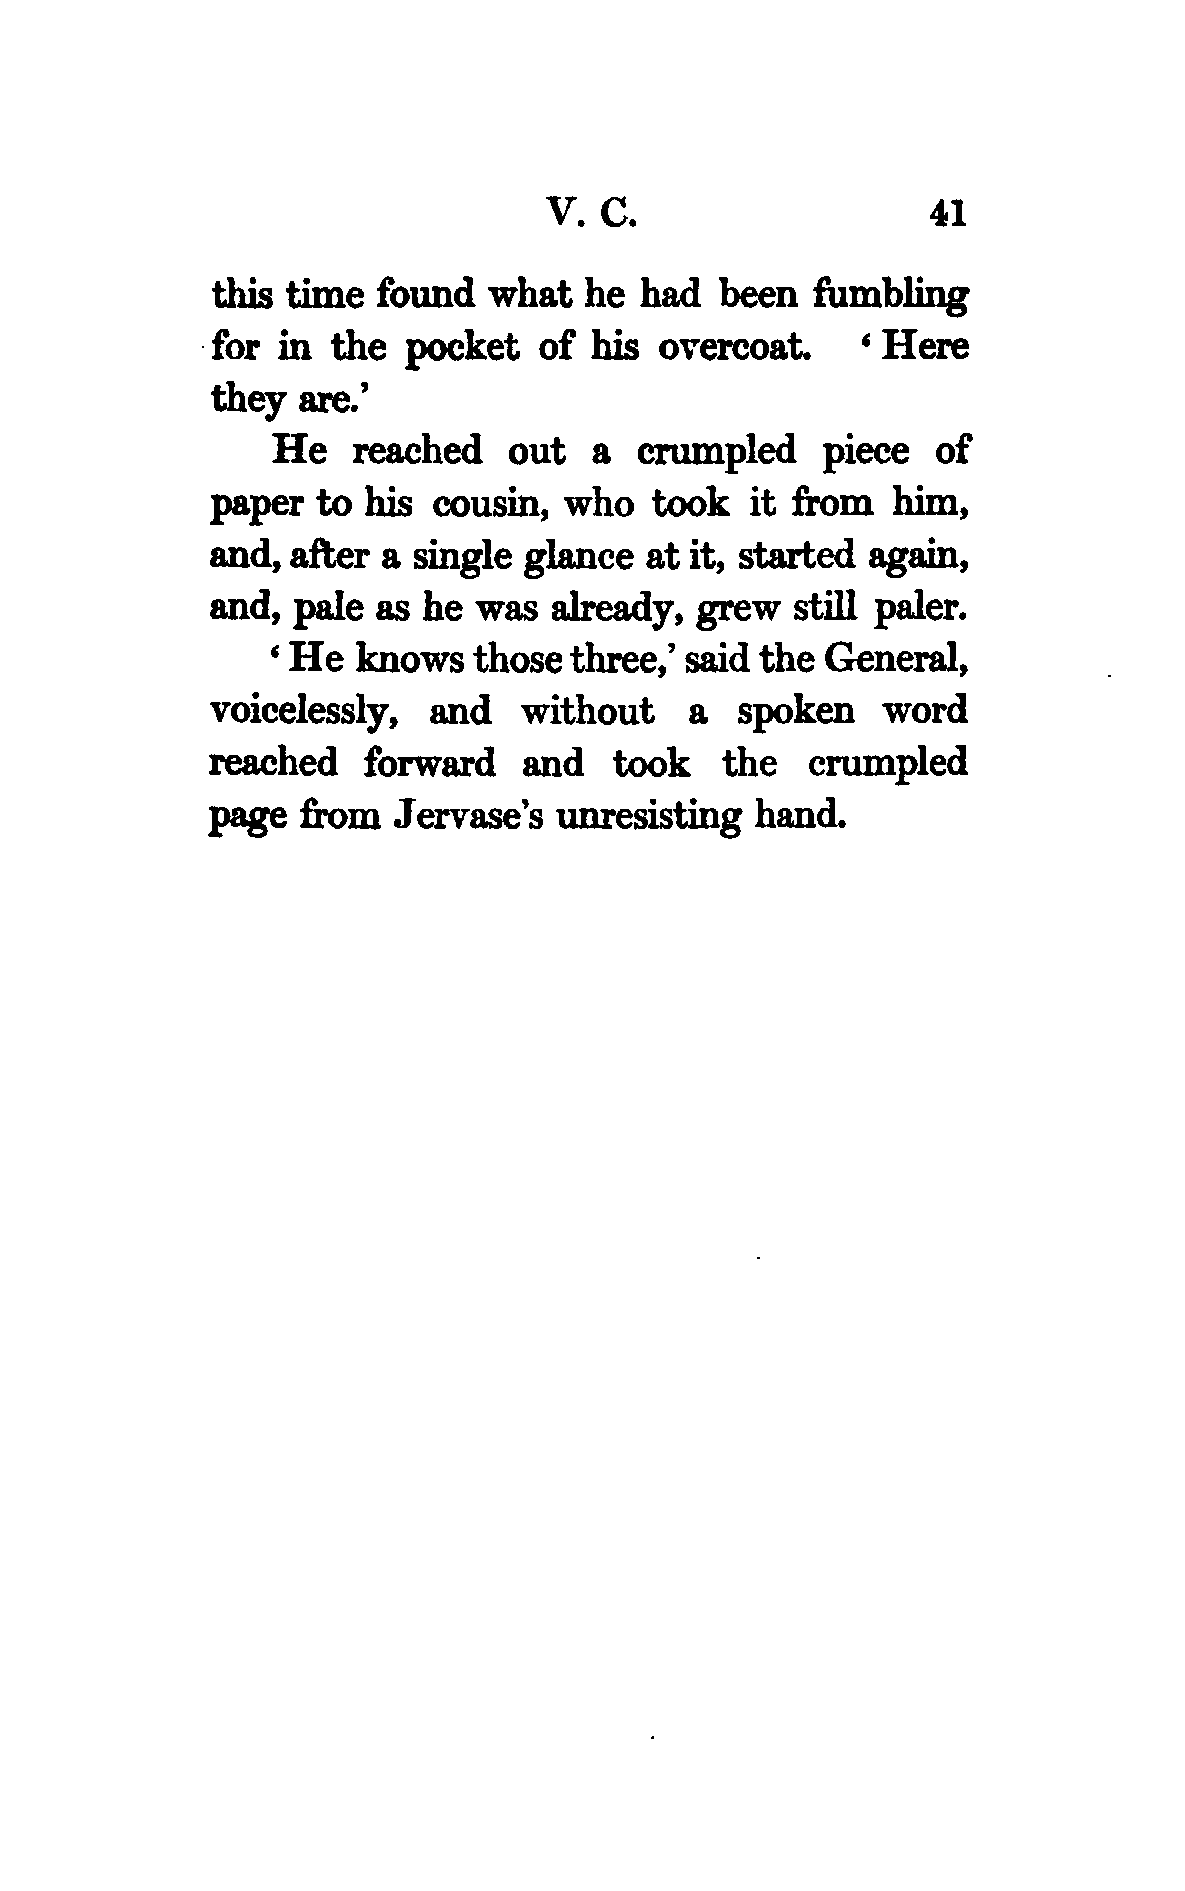 V. C. 41
this time found what he had been fumbling
for in the pocket of his overcoat. ‘ Here
they are.’
He reached out a crumpled piece of
paper to his cousin, who took it from him,
and, after a single glance at it, started again,
and, pale as he was already, grew still paler.
‘ He knows those three,’ said the General,
voicelessly, and without a spoken word
reached forward and took the crumpled
page from Jervase’s unresisting hand.